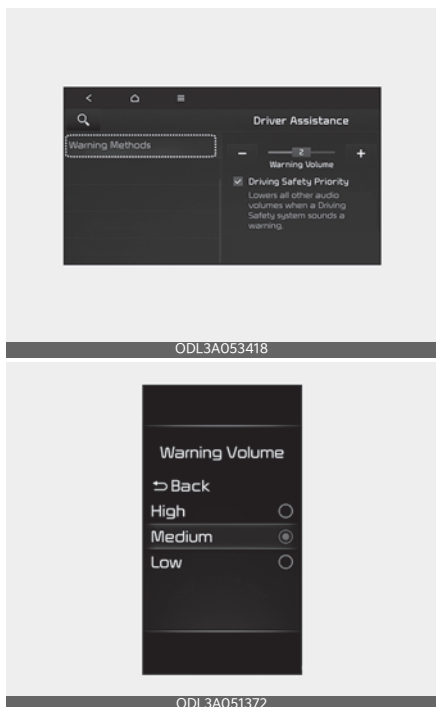 Driver Assistance
Warning Methods
2
Warning Volume
Driving Safety Priority
Lowers all other audio
volumes when a Driving
Safety system sounds a
warning.
ODL3A053418
Warning Volume
Back
High
Medium
Low
ODL3A051372